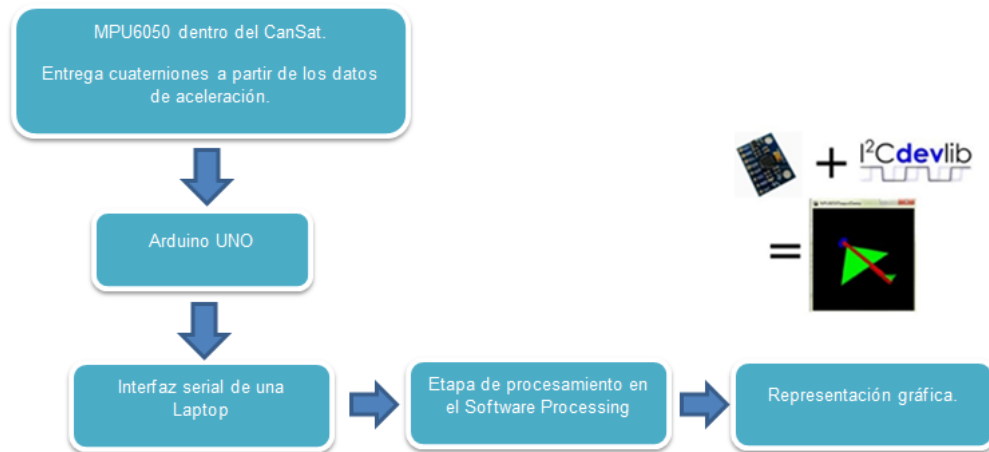 MPU6050 dentro del CanSat.
Entrega cuaterniones a partir de los datos
de aceleración.
Arduino UNO
+ I²Cdevlib
=
Interfaz serial de una
Laptop
Etapa de procesamiento en
el Software Processing
Representación gráfica.